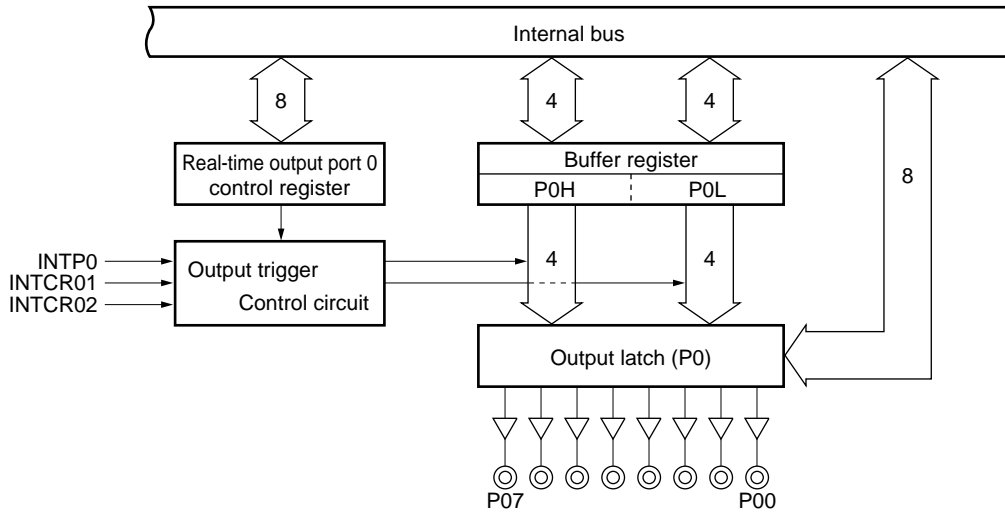 Internal bus
8
4
4
Real-time output port 0
control register
Buffer register
P0H
P0L
8
INTP0
INTCR01
INTCR02
Output trigger
Control circuit
4
4
Output latch (P0)
P07
P00